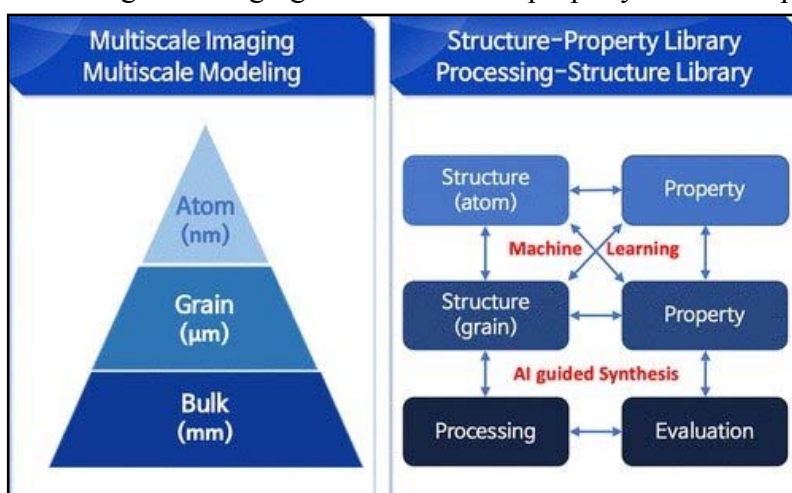 Multiscale Imaging
Multiscale Modeling
Atom
(nm)
Grain
(μm)
Bulk
(mm)
Structure-Property Library
Processing-Structure Library
Structure
(atom)
Property
Machine Learning
Structure
(grain)
Property
AI guided Synthesis
Processing
Evaluation